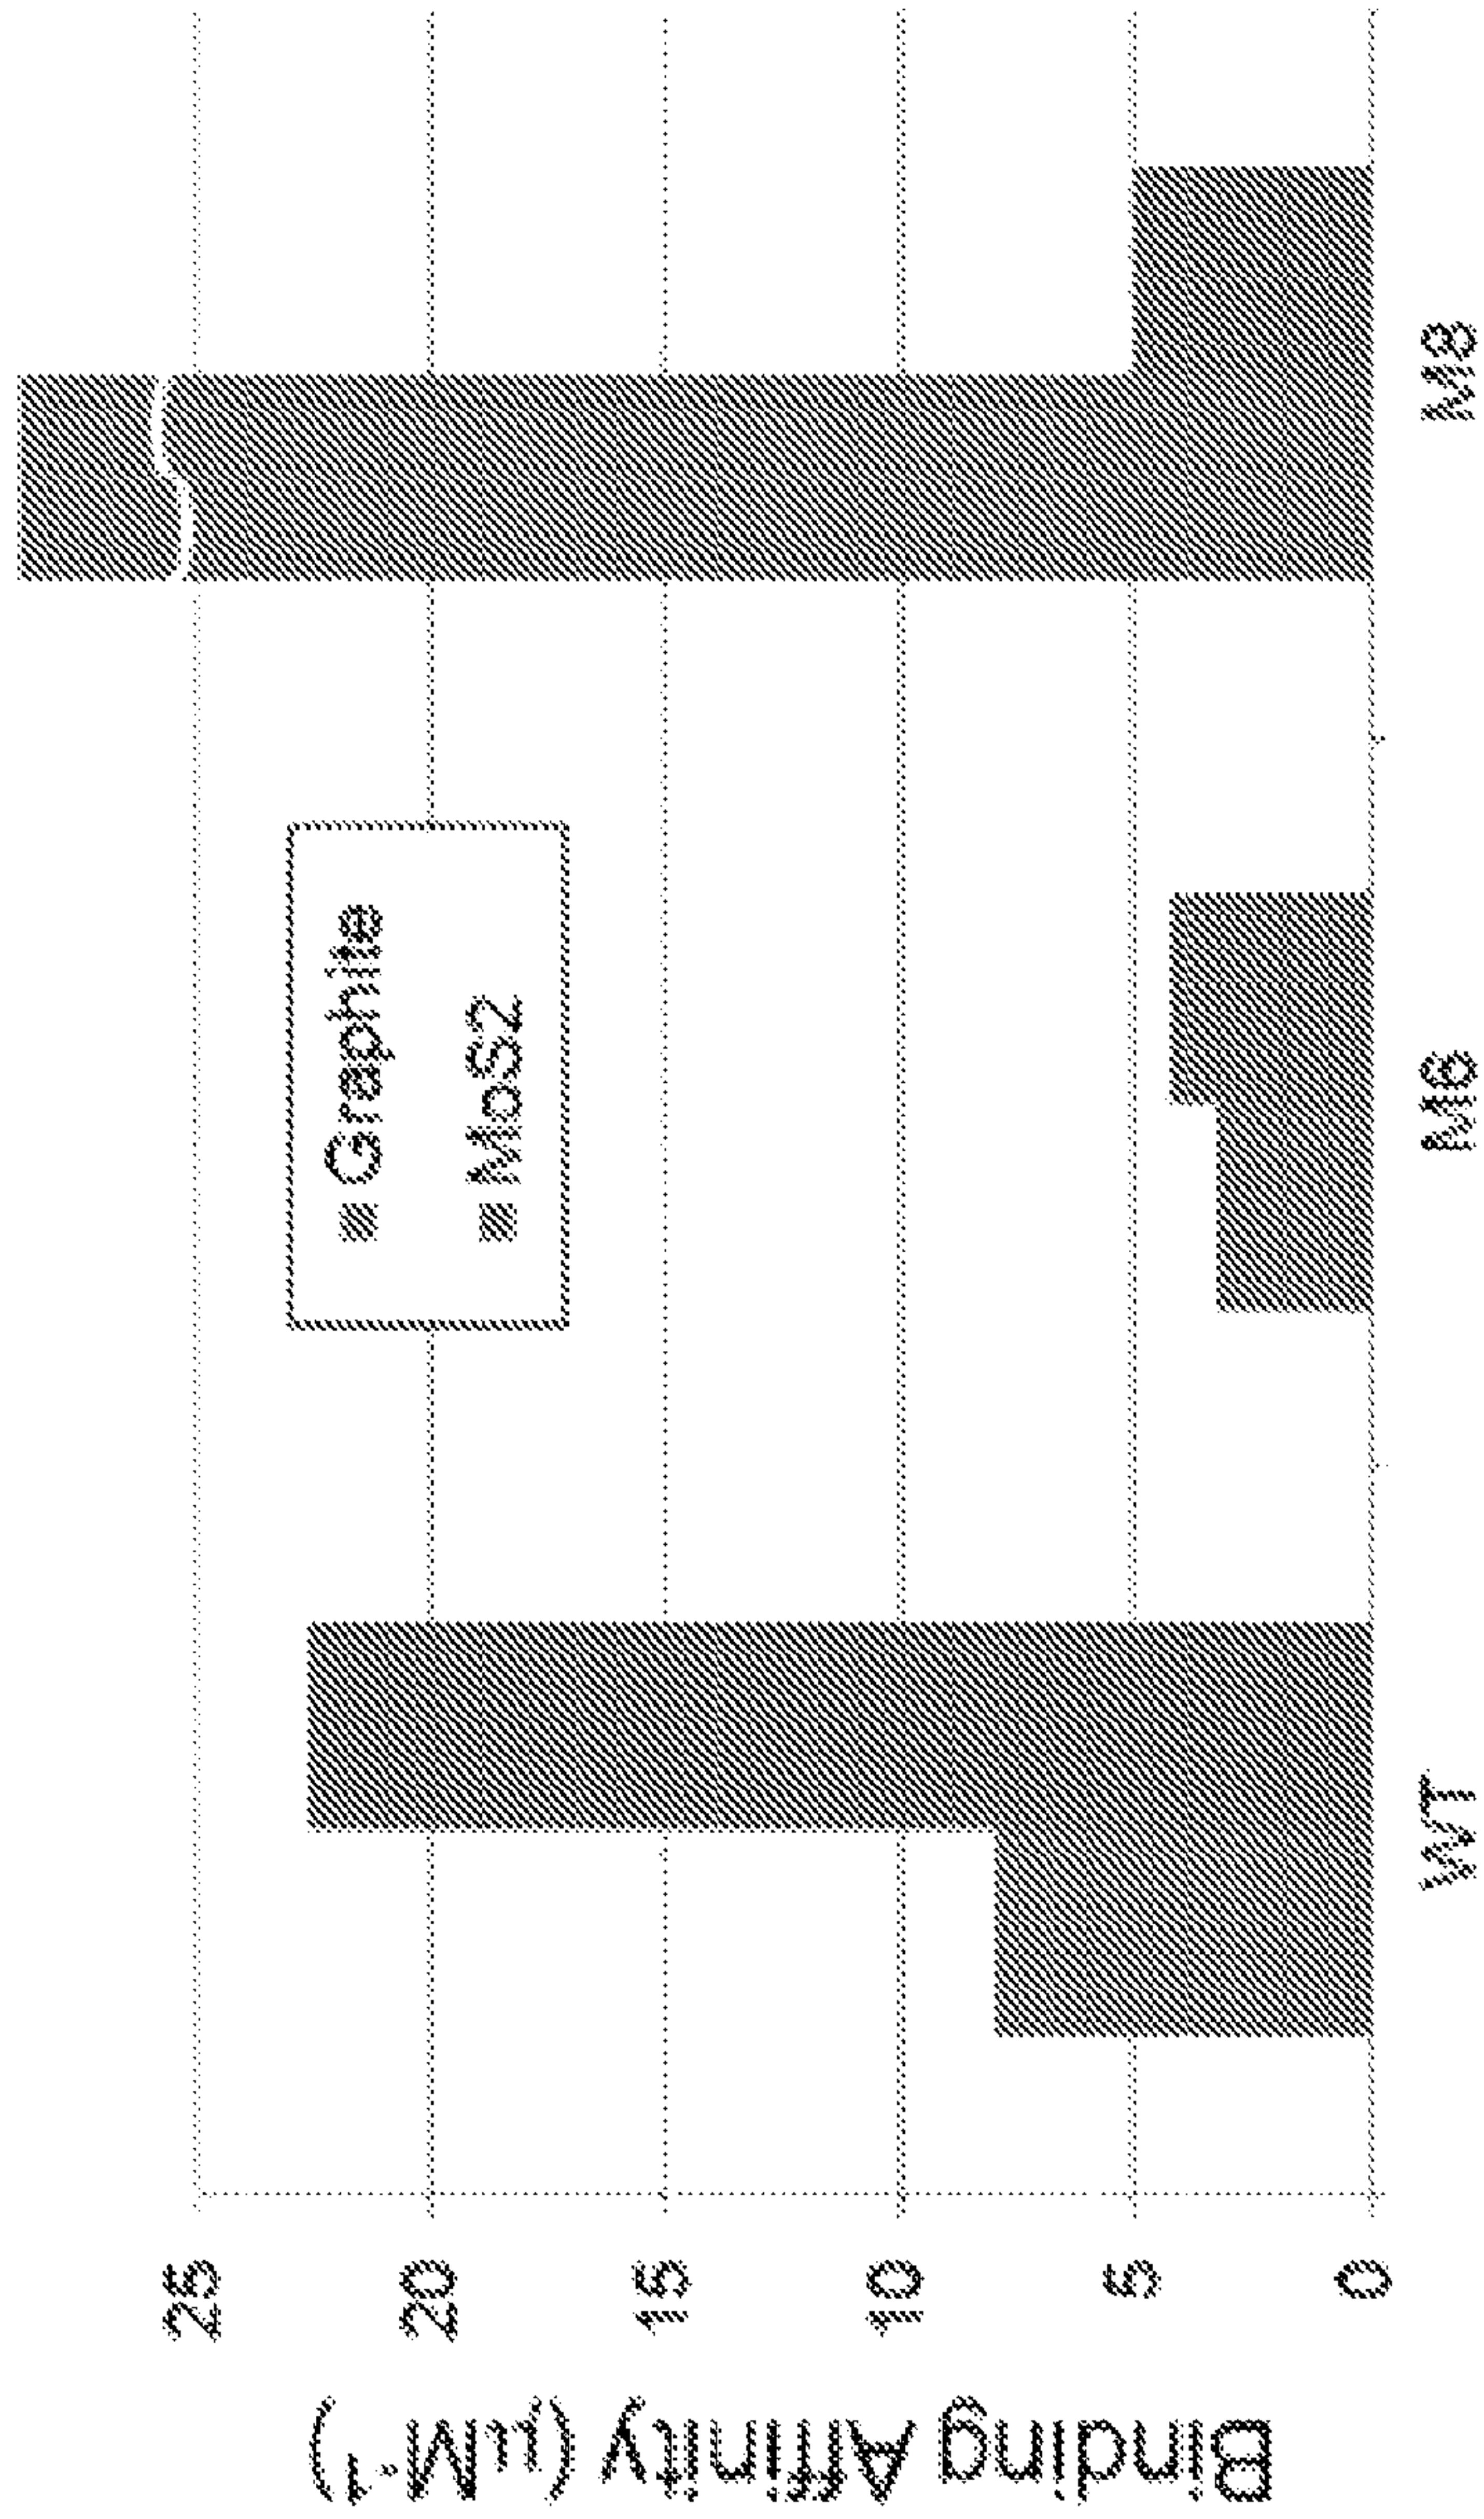 Binding Affinity (μM-1)
25
20
15
10
5
0
Graphite
MoS2
WT
M6
M8